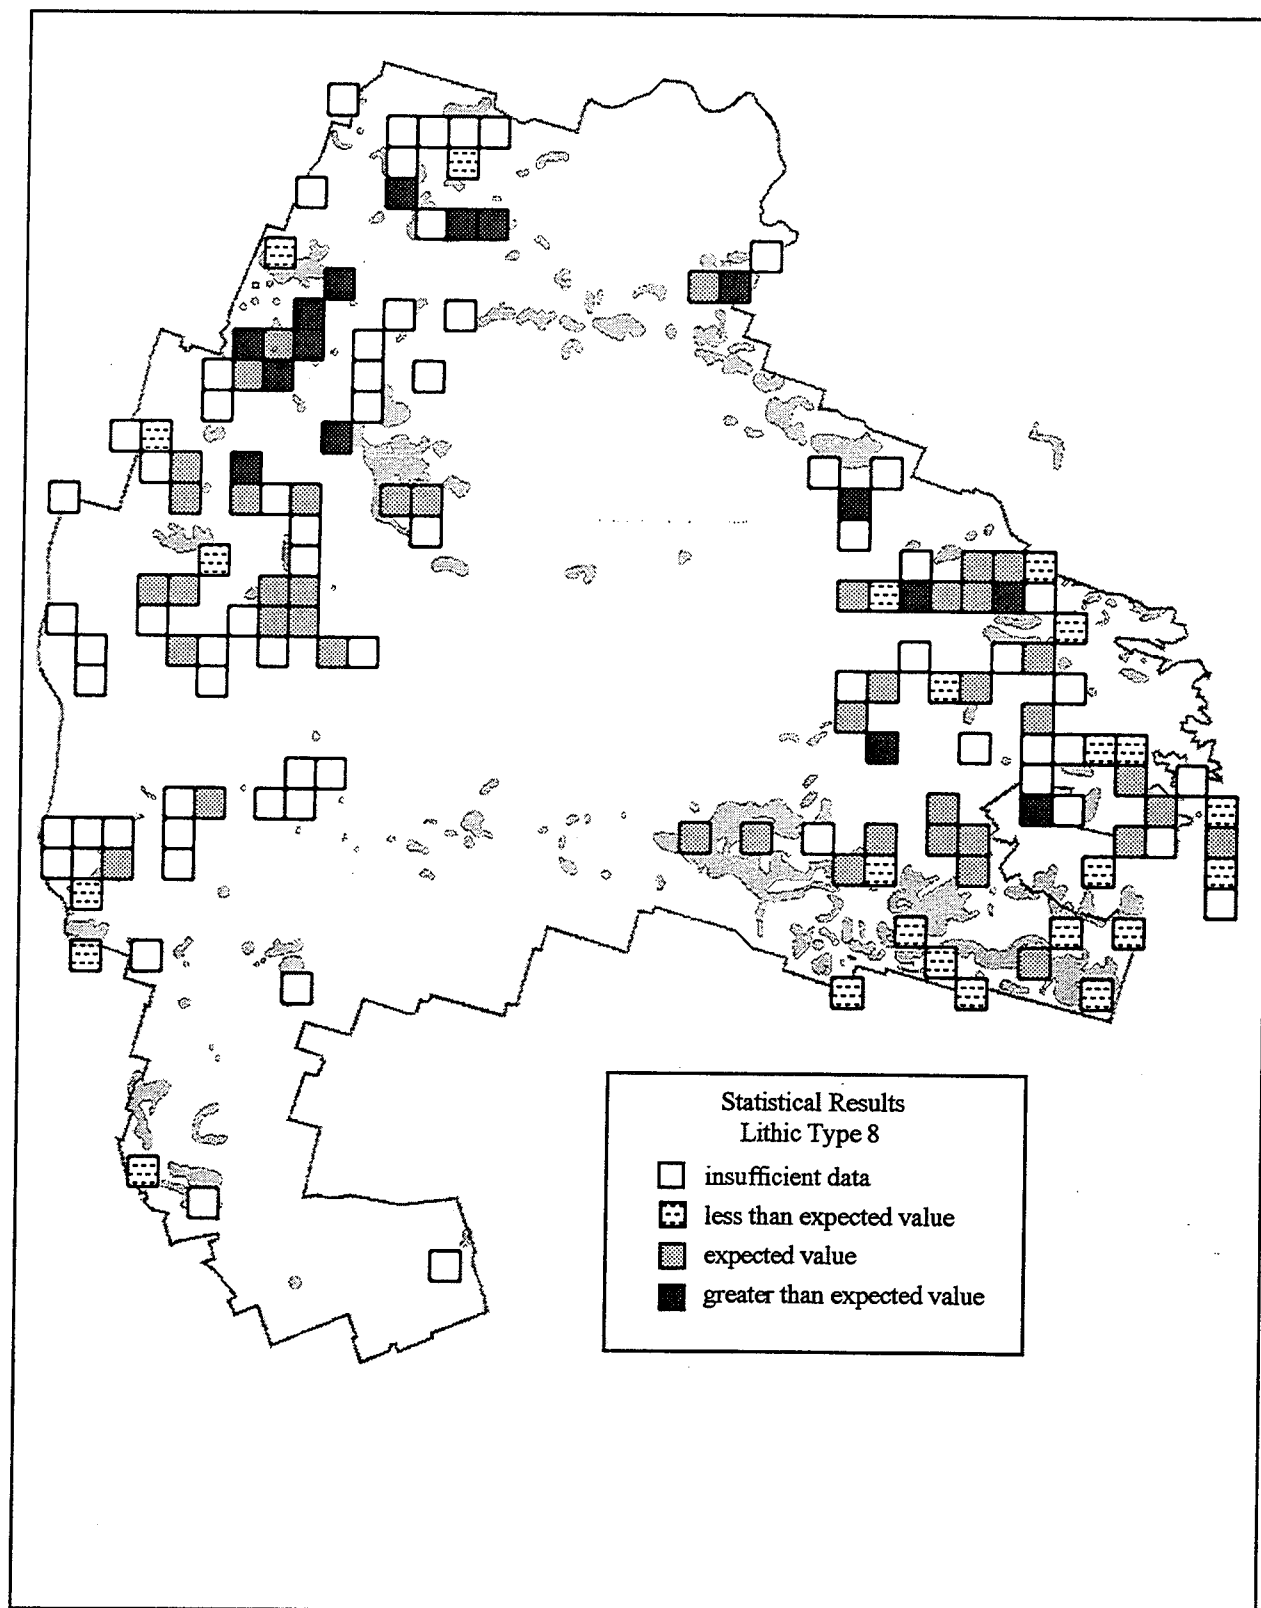 Statistical Results
Lithic Type 8
insufficient data
less than expected value
expected value
greater than expected value